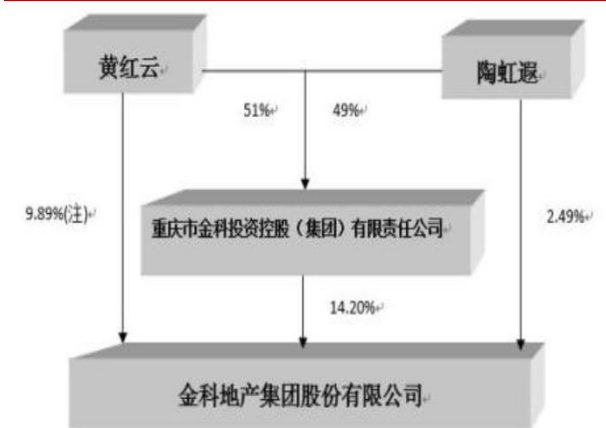 黄红云
陶虹遐
51%
49%
9.89%(注)
重庆市金科投资控股（集团）有限责任公司
2.49%
14.20%
金科地产集团股份有限公司